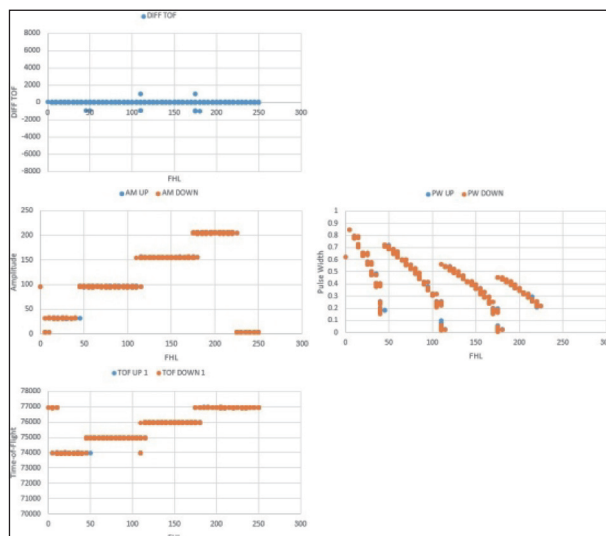 DIFF TOF
8000
6000
4000
2000
0
-2000
-4000
-6000
-8000
DIFF TOF
0 50 100 150 200 250 300
FHL
AM UP AM DOWN
250
200
150
100
50
0
Amplitude
0 50 100 150 200 250 300
FHL
PW UP PW DOWN
1
0.9
0.8
0.7
0.6
0.5
0.4
0.3
0.2
0.1
0
Pulse Width
0 50 100 150 200 250 300
FHL
TOF UP 1 TOF DOWN 1
78000
77000
76000
75000
74000
73000
72000
71000
70000
Time-of-Flight
0 50 100 150 200 250 300